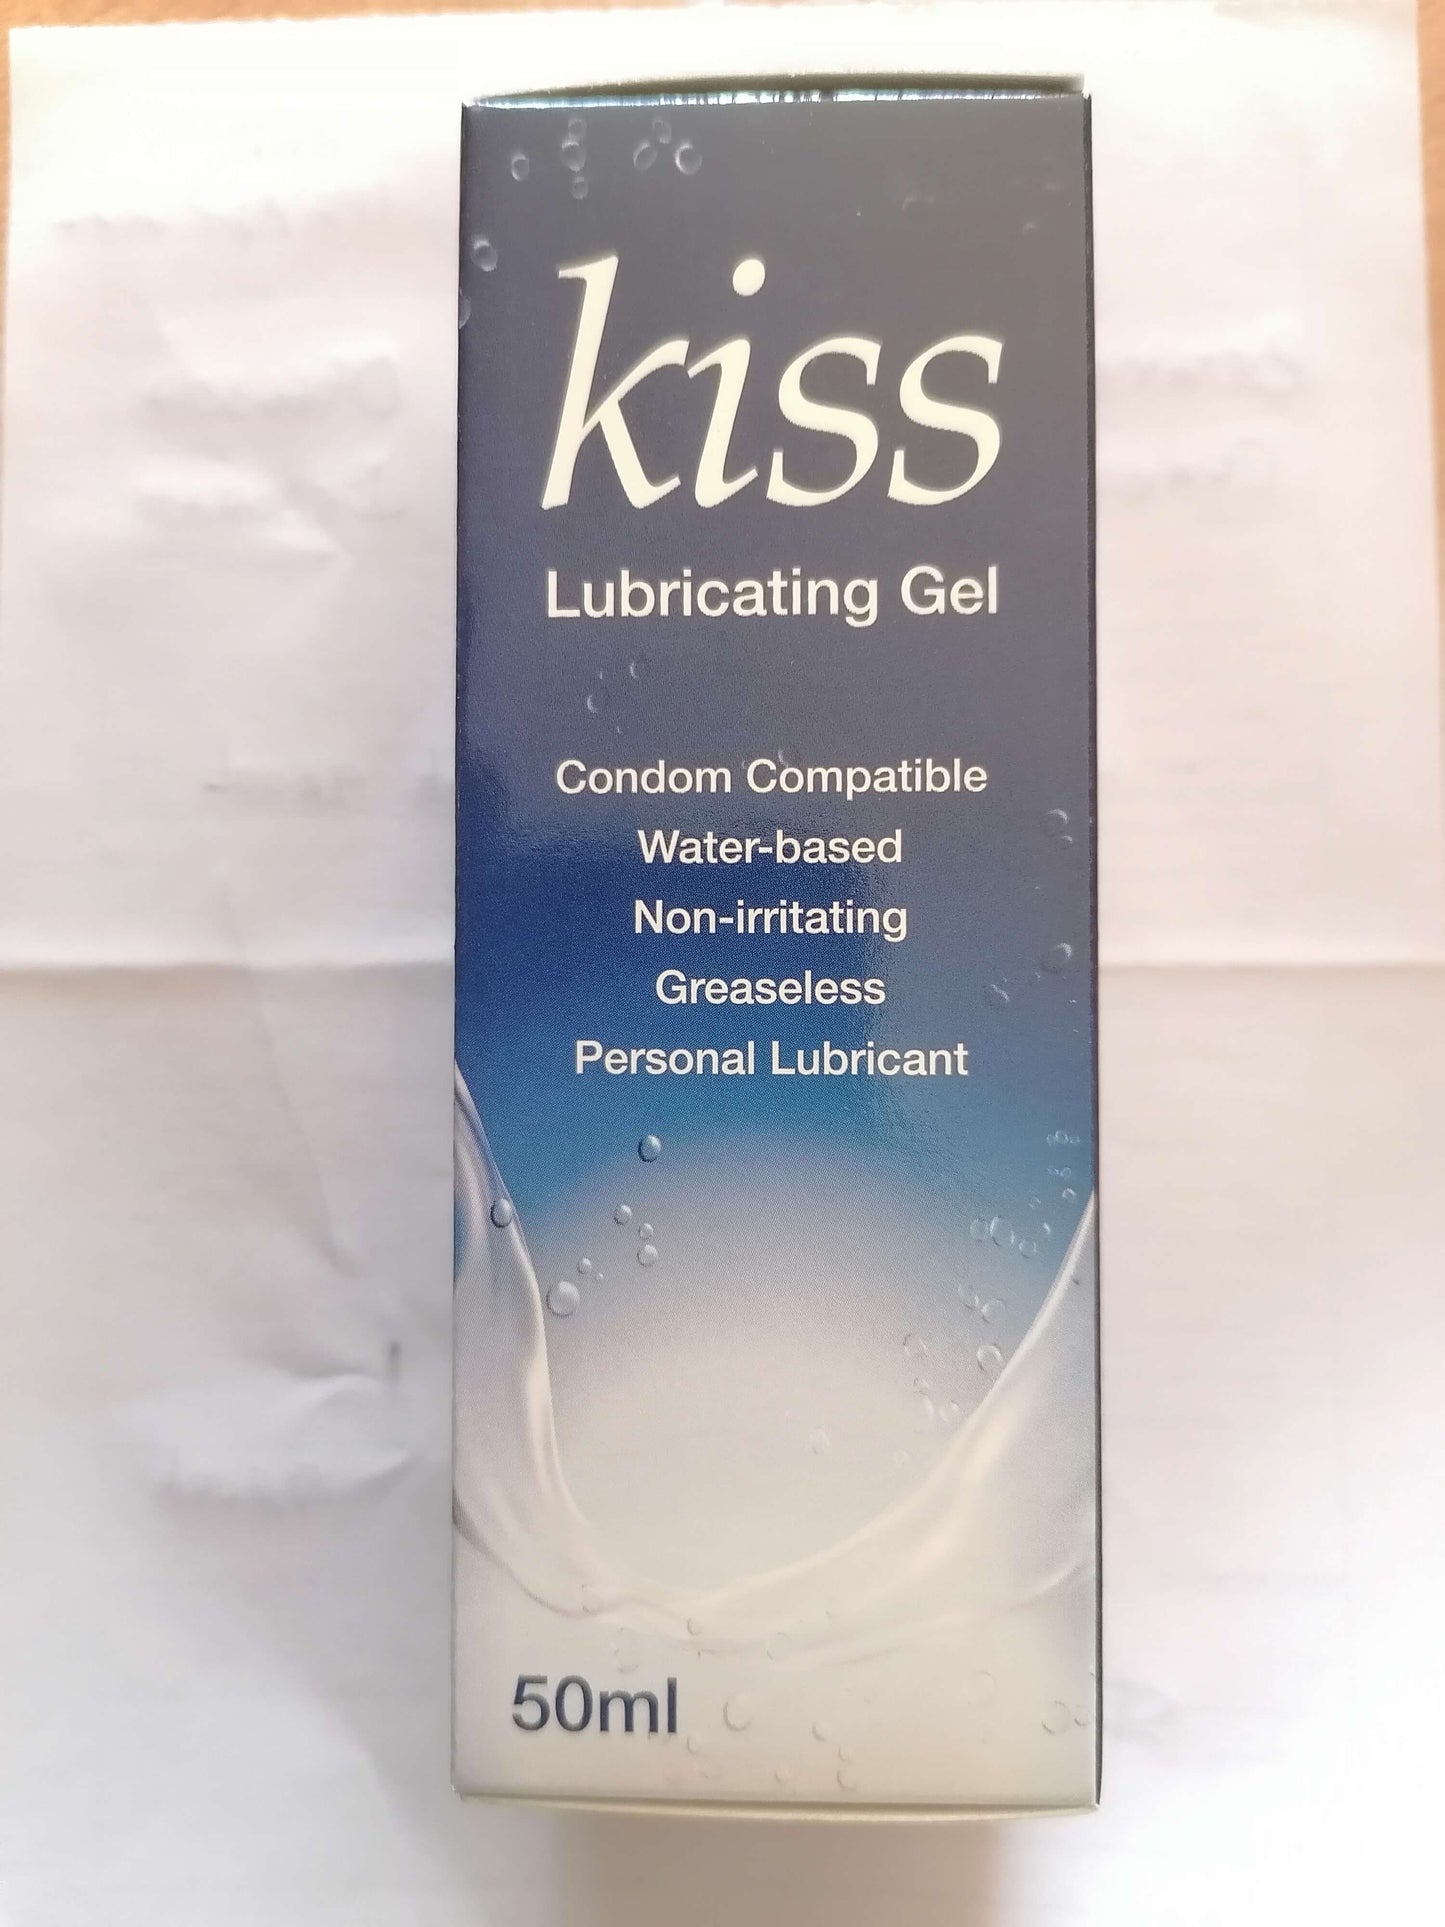 kiss
Lubricating Gel
Condom Compatible
Water-based
Non-irritating
Greaseless
Personal Lubricant
50ml